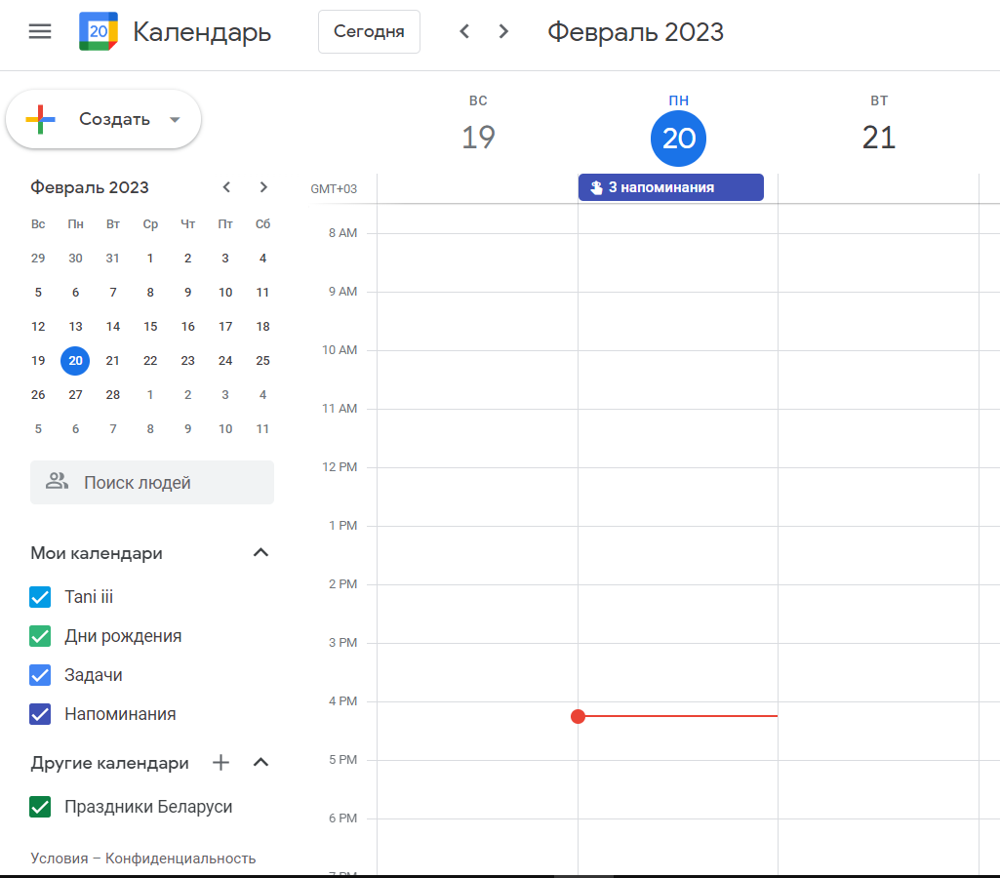 20 Календарь Сегодня Февраль 2023
Создать
ВС ПН ВТ
19 20 21
Февраль 2023
GMT+03 3 напоминания
Вс Пн Вт Ср Чт Пт Сб
29 30 31 1 2 3 4
5 6 7 8 9 10 11
12 13 14 15 16 17 18
19 20 21 22 23 24 25
26 27 28 1 2 3 4
5 6 7 8 9 10 11
Поиск людей
Мои календари
Tani iii
Дни рождения
Задачи
Напоминания
Другие календари
Праздники Беларуси
Условия – Конфиденциальность
8 AM
9 AM
10 AM
11 AM
12 PM
1 PM
2 PM
3 PM
4 PM
5 PM
6 PM
7 PM